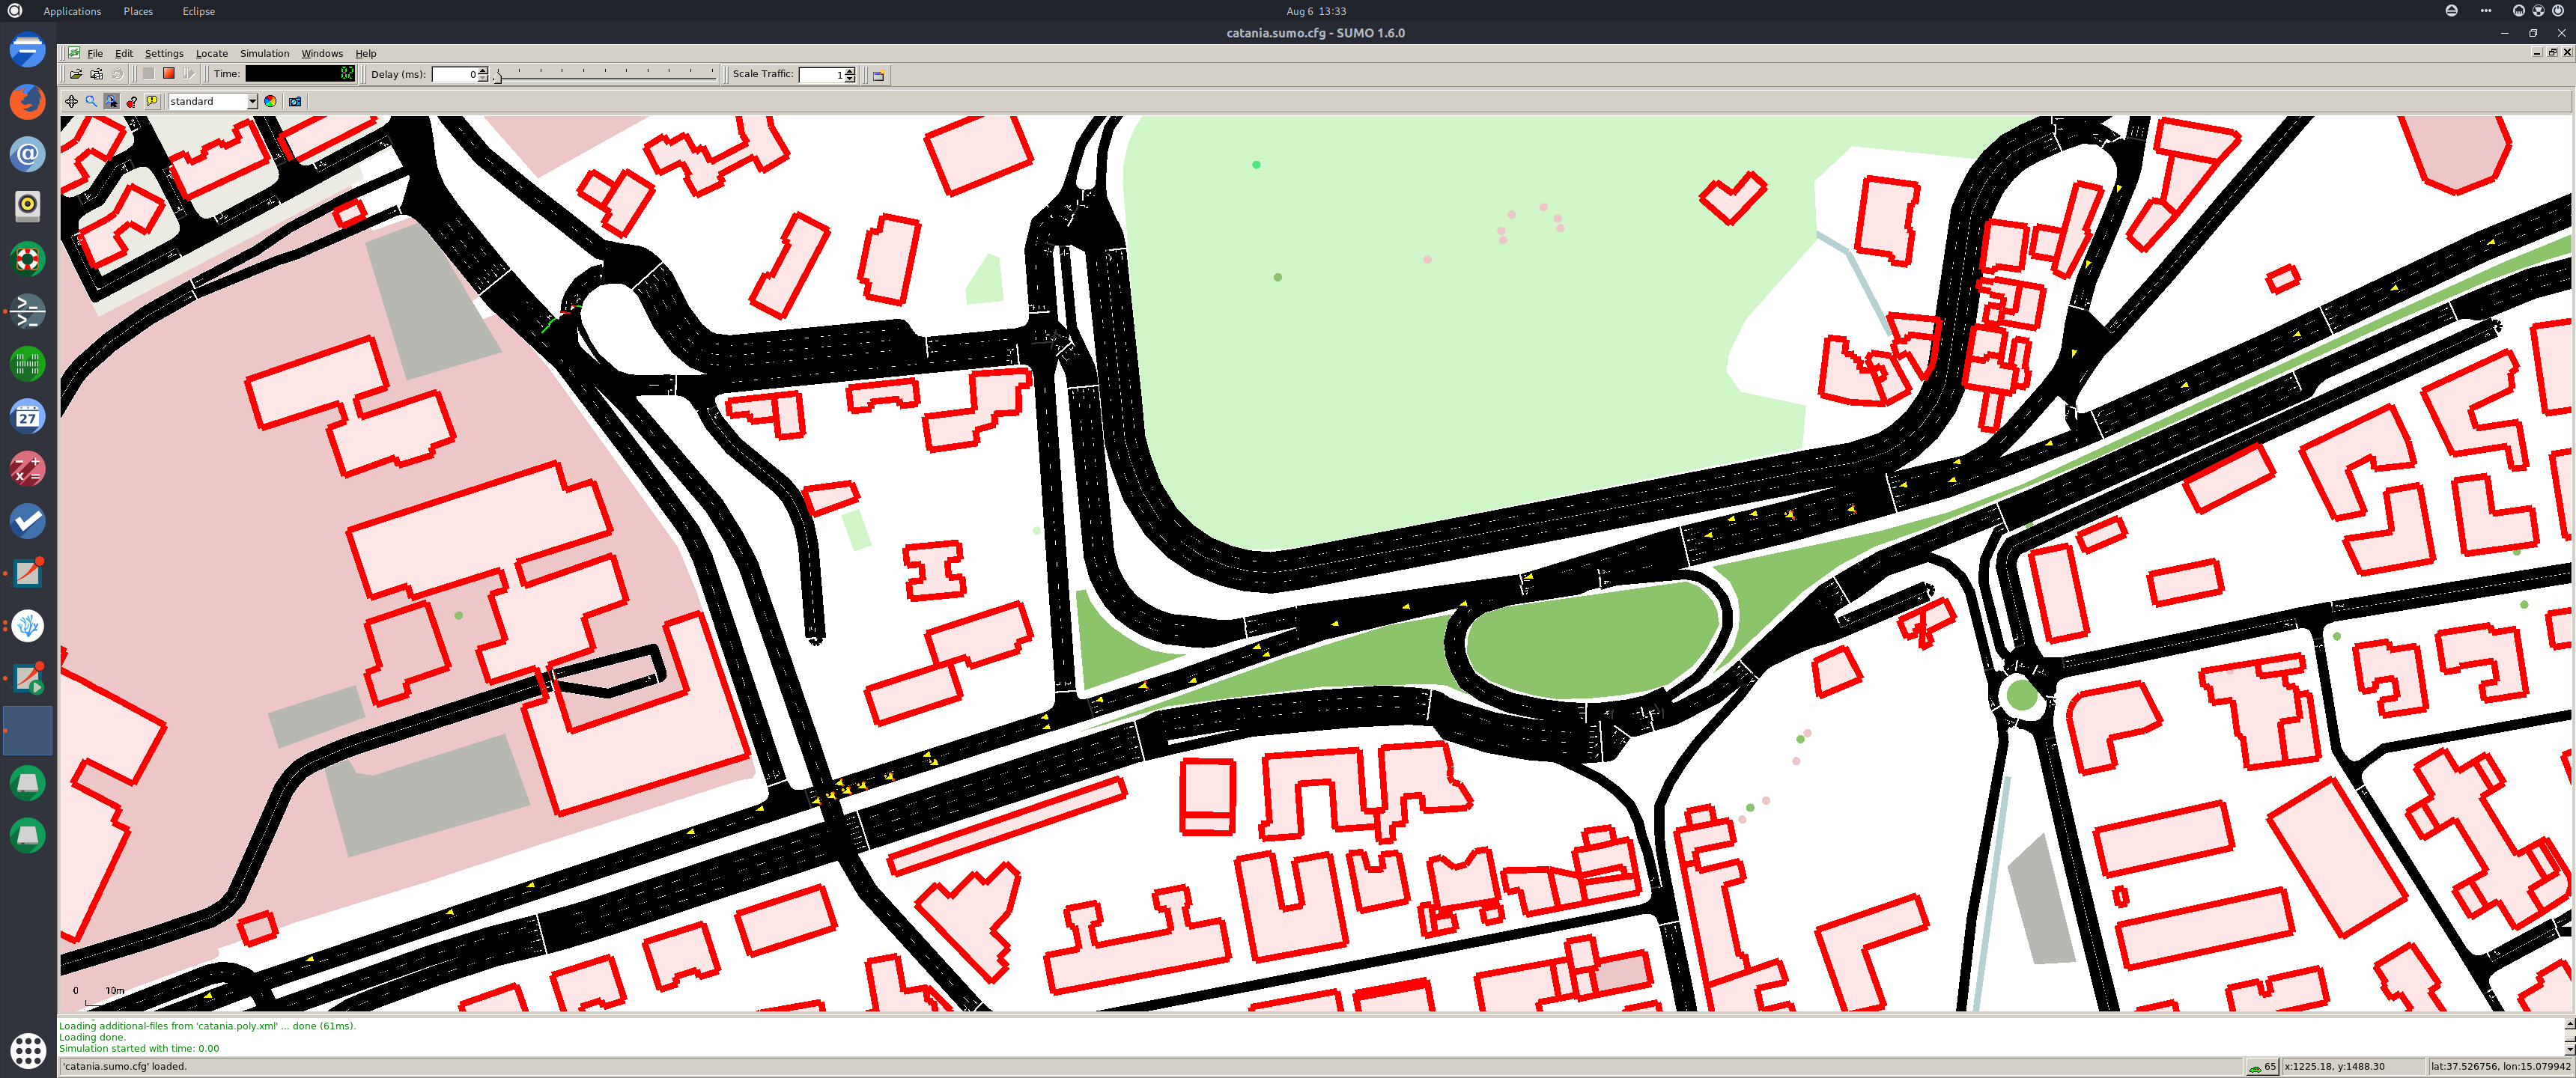 Applications Places Eclipse Aug 6 13:33
catania.sumo.cfg - SUMO 1.6.0
File Edit Settings Locate Simulation Windows Help
Time: 82 Delay (ms): 0 Scale Traffic: 1
standard
27
0 10m
Loading additional-files from 'catania.poly.xml' ... done (61ms).
Loading done.
Simulation started with time: 0.00
'catania.sumo.cfg' loaded. 65 x:1225.18, y:1488.30 lat:37.526756, lon:15.079942